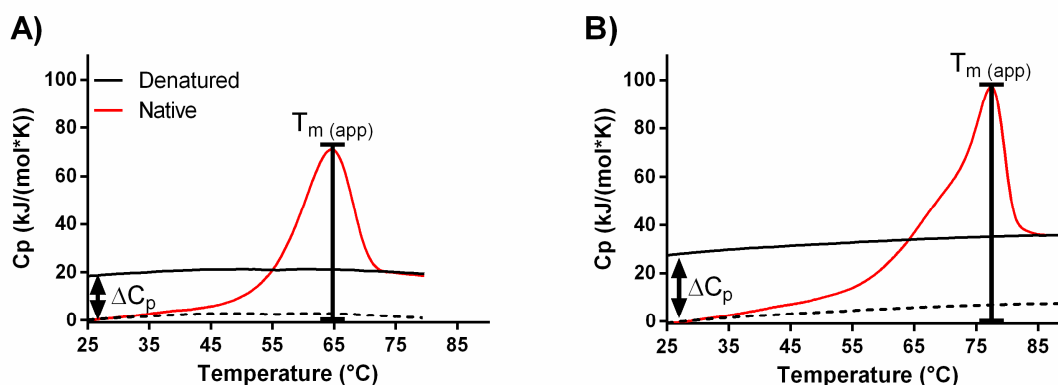 A)
Denatured
Native
T m (app)
ΔCp
100
80
60
40
20
0
25 35 45 55 65 75 85
Cp (kJ/(mol*K))
Temperature (°C)
B)
T m (app)
ΔCp
100
80
60
40
20
0
25 35 45 55 65 75 85
Cp (kJ/(mol*K))
Temperature (°C)